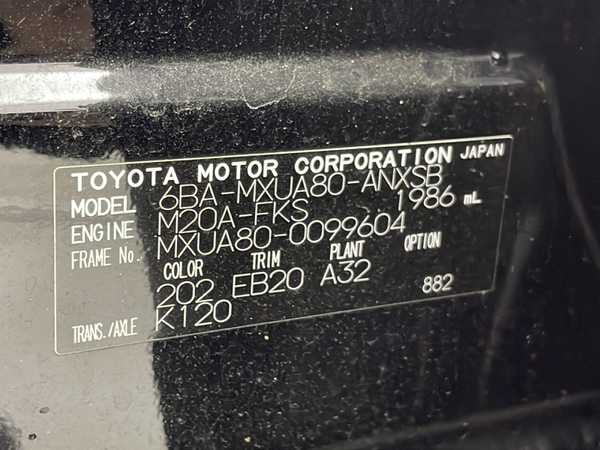 TOYOTA MOTOR CORPORATION JAPAN
MODEL 6BA-MXUA80-ANXSB
ENGINE M20A-FKS 1986 mL
FRAME No. MXUA80-0099604
COLOR TRIM PLANT OPTION
202 EB20 A32 882
TRANS./AXLE K120